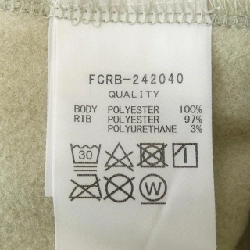 FCRB-242040
QUALITY
BODY POLYESTER 100%
RIB POLYESTER 97%
POLYURETHANE 3%
30
W